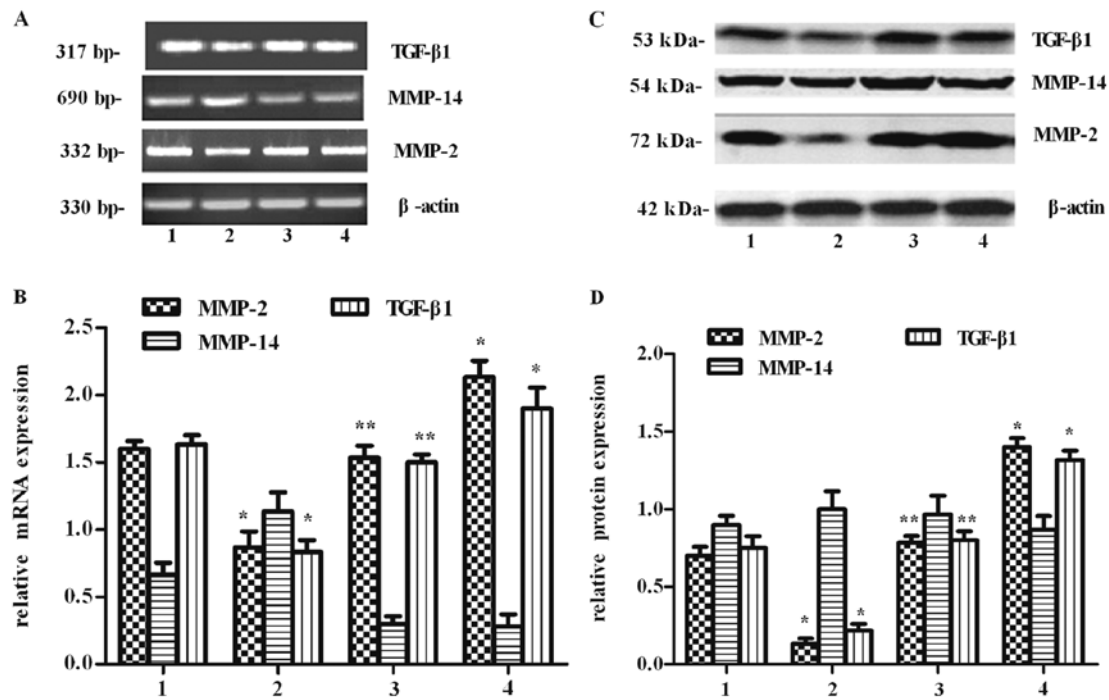 A
317 bp-
TGF-β1
690 bp-
MMP-14
332 bp-
MMP-2
330 bp-
β -actin
1 2 3 4
C
53 kDa-
TGF-β1
54 kDa-
MMP-14
72 kDa-
MMP-2
42 kDa-
β-actin
1 2 3 4
B
MMP-2
TGF-β1
MMP-14
relative mRNA expression
2.5
2.0
1.5
1.0
0.5
0.0
* * ** ** * *
1 2 3 4
D
MMP-2
TGF-β1
MMP-14
relative protein expression
2.0
1.5
1.0
0.5
0.0
* * ** ** * *
1 2 3 4